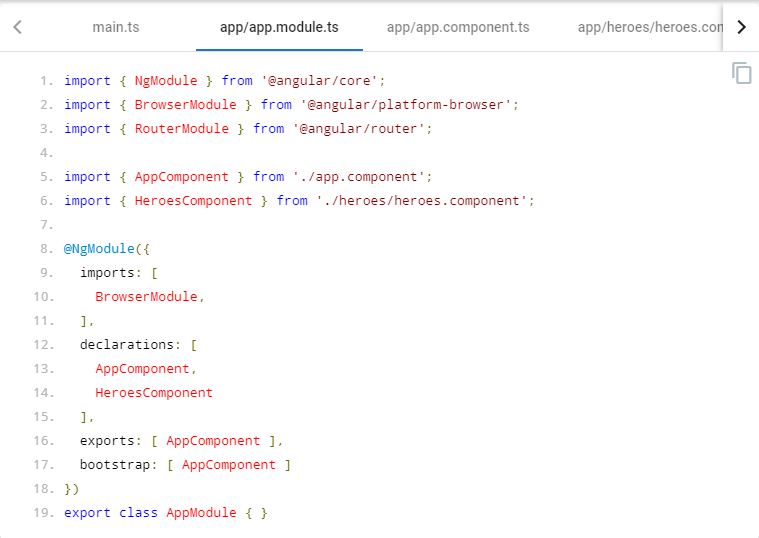 main.ts app/app.module.ts app/app.component.ts app/heroes/heroes.con
1. import { NgModule } from '@angular/core';
2. import { BrowserModule } from '@angular/platform-browser';
3. import { RouterModule } from '@angular/router';
4.
5. import { AppComponent } from './app.component';
6. import { HeroesComponent } from './heroes/heroes.component';
7.
8. @NgModule({
9.   imports: [
10.     BrowserModule,
11.   ],
12.   declarations: [
13.     AppComponent,
14.     HeroesComponent
15.   ],
16.   exports: [ AppComponent ],
17.   bootstrap: [ AppComponent ]
18. })
19. export class AppModule { }